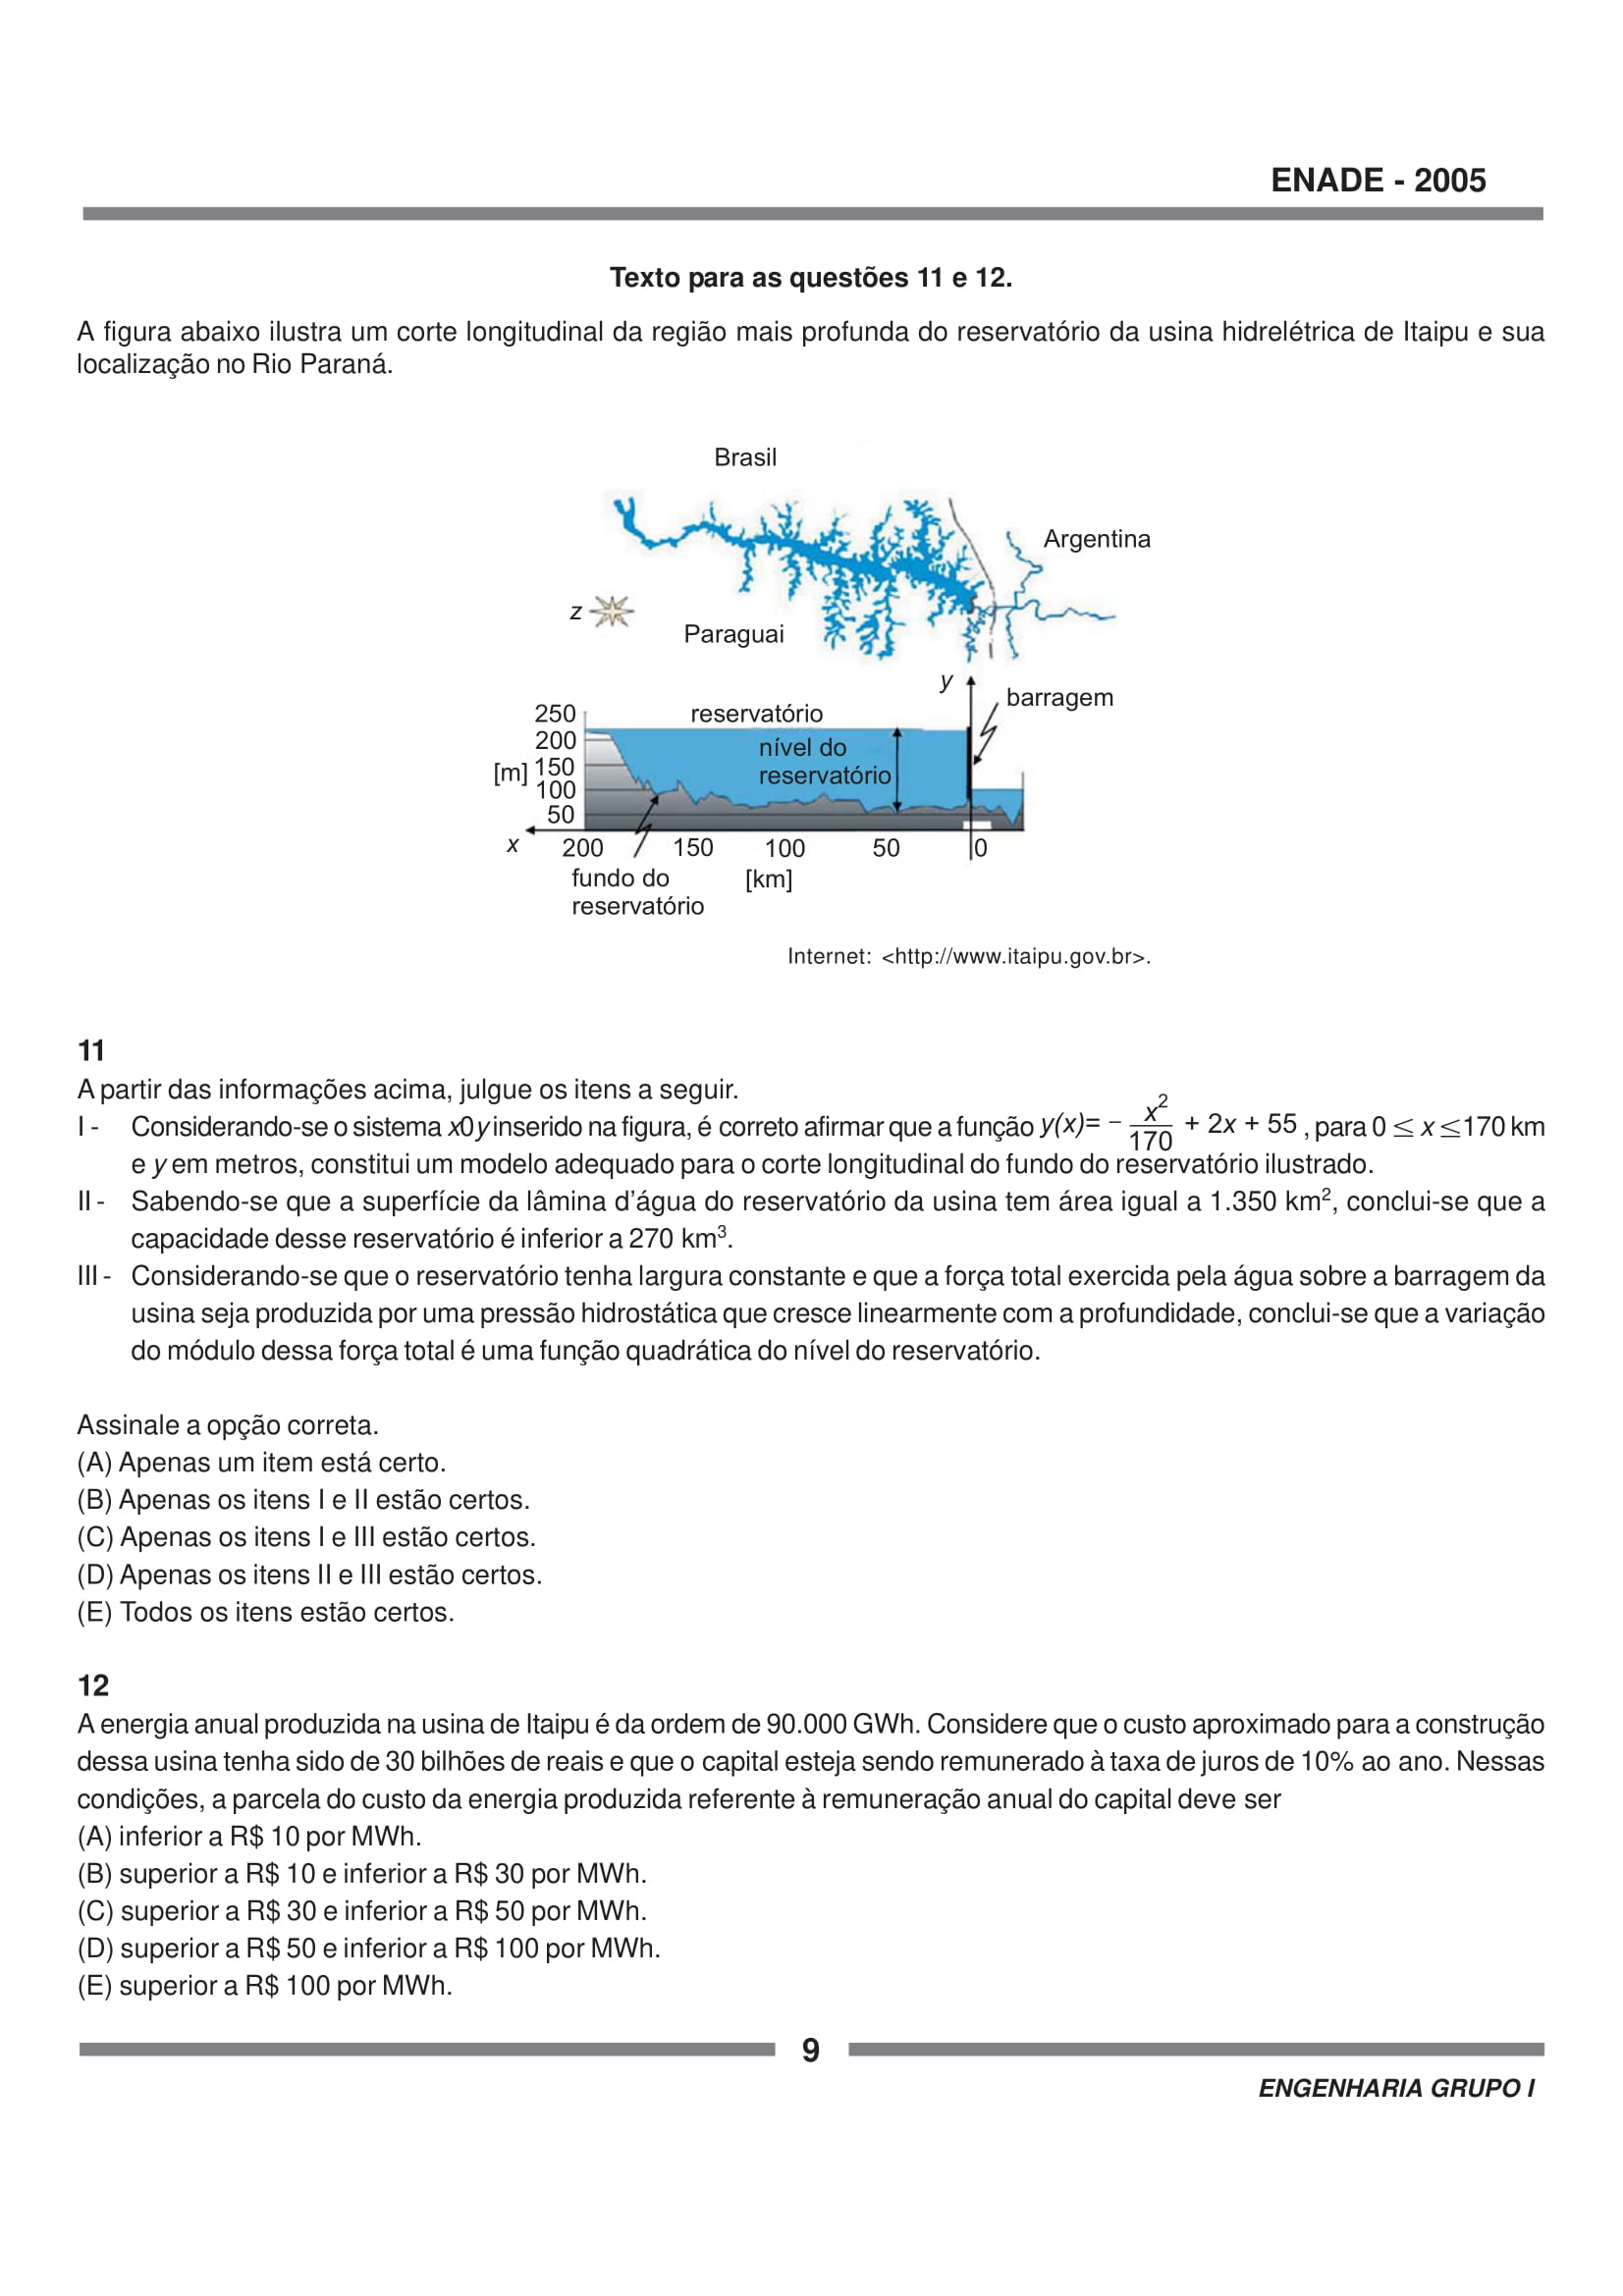 ENADE - 2005
Texto para as questões 11 e 12.
A figura abaixo ilustra um corte longitudinal da região mais profunda do reservatório da usina hidrelétrica de Itaipu e sua
localização no Rio Paraná.
Brasil
Argentina
z
Paraguai
y
barragem
250
reservatório
200
nível do
[m] 150
reservatório
100
50
x
200 150 100 50 0
fundo do
[km]
reservatório
Internet: <http://www.itaipu.gov.br>.
11
A partir das informações acima, julgue os itens a seguir.
I - Considerando-se o sistema x0y inserido na figura, é correto afirmar que a função y(x)= − x²/170 + 2x + 55 , para 0 ≤ x ≤170 km
e y em metros, constitui um modelo adequado para o corte longitudinal do fundo do reservatório ilustrado.
II - Sabendo-se que a superfície da lâmina d'água do reservatório da usina tem área igual a 1.350 km², conclui-se que a
capacidade desse reservatório é inferior a 270 km³.
III - Considerando-se que o reservatório tenha largura constante e que a força total exercida pela água sobre a barragem da
usina seja produzida por uma pressão hidrostática que cresce linearmente com a profundidade, conclui-se que a variação
do módulo dessa força total é uma função quadrática do nível do reservatório.
Assinale a opção correta.
(A) Apenas um item está certo.
(B) Apenas os itens I e II estão certos.
(C) Apenas os itens I e III estão certos.
(D) Apenas os itens II e III estão certos.
(E) Todos os itens estão certos.
12
A energia anual produzida na usina de Itaipu é da ordem de 90.000 GWh. Considere que o custo aproximado para a construção
dessa usina tenha sido de 30 bilhões de reais e que o capital esteja sendo remunerado à taxa de juros de 10% ao ano. Nessas
condições, a parcela do custo da energia produzida referente à remuneração anual do capital deve ser
(A) inferior a R$ 10 por MWh.
(B) superior a R$ 10 e inferior a R$ 30 por MWh.
(C) superior a R$ 30 e inferior a R$ 50 por MWh.
(D) superior a R$ 50 e inferior a R$ 100 por MWh.
(E) superior a R$ 100 por MWh.
9
ENGENHARIA GRUPO I